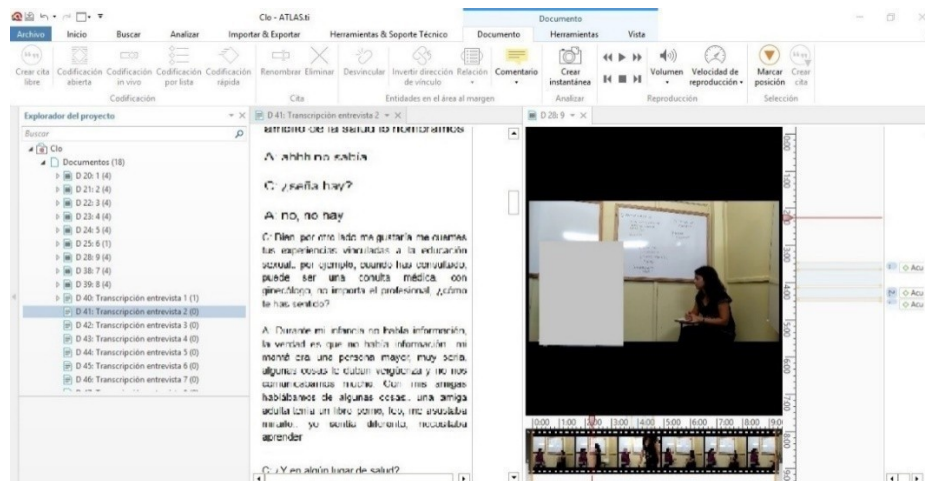 Clo - ATLAS.ti
Documento
Archivo Inicio Buscar Analizar Importar & Exportar Herramientas & Soporte Técnico Documento Herramientas Vista
Crear cita libre
Codificación abierta
Codificación in vivo
Codificación por lista
Codificación rápida
Renombrar
Eliminar
Desvincular
Invertir dirección de vínculo
Relación
Comentario
Crear instantánea
Volumen
Velocidad de reproducción
Marcar posición
Crear cita
Codificación Cita Entidades en el área al margen Analizar Reproducción Selección
Explorador del proyecto
Buscar
Clo
Documentos (18)
D 20: 1 (4)
D 21: 2 (4)
D 22: 3 (4)
D 23: 4 (4)
D 24: 5 (4)
D 25: 6 (1)
D 28: 9 (4)
D 38: 7 (4)
D 39: 8 (4)
D 40: Transcripción entrevista 1 (1)
D 41: Transcripción entrevista 2 (0)
D 42: Transcripción entrevista 3 (0)
D 43: Transcripción entrevista 4 (0)
D 44: Transcripción entrevista 5 (0)
D 45: Transcripción entrevista 6 (0)
D 46: Transcripción entrevista 7 (0)
D 41: Transcripción entrevista 2
ámbito de la salud lo nombramos
A: ahhh no sabía
C: ¿seña hay?
A: no, no hay
C: Bien, por otro lado me gustaría me cuentes
tus experiencias vinculadas a la educación
sexual.. por ejemplo, cuando has consultado,
puede ser una consulta médica, con
ginecólogo, no importa el profesional, ¿cómo
te has sentido?
A: Durante mi infancia no había información,
la verdad es que no había información mi
mamá era una persona mayor, muy seria,
algunas cosas le daban vergüenza y no nos
comunicábamos mucho. Con mis amigas
hablábamos de algunas cosas.. una amiga
adulta tenía un libro porno, feo, me asustaba
mirarlo.. yo sentía diferente, necesitaba
aprender
C: ¿Y en algún lugar de salud?
D 28: 9
Acu
Acu
Acu